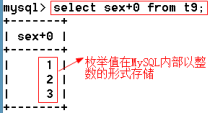 mysql> select sex+0 from t9;
+-------+
| sex+0 |
+-------+
| 1 |
| 2 |
| 3 |
+-------+
枚举值在MySQL内部以整
数的形式存储